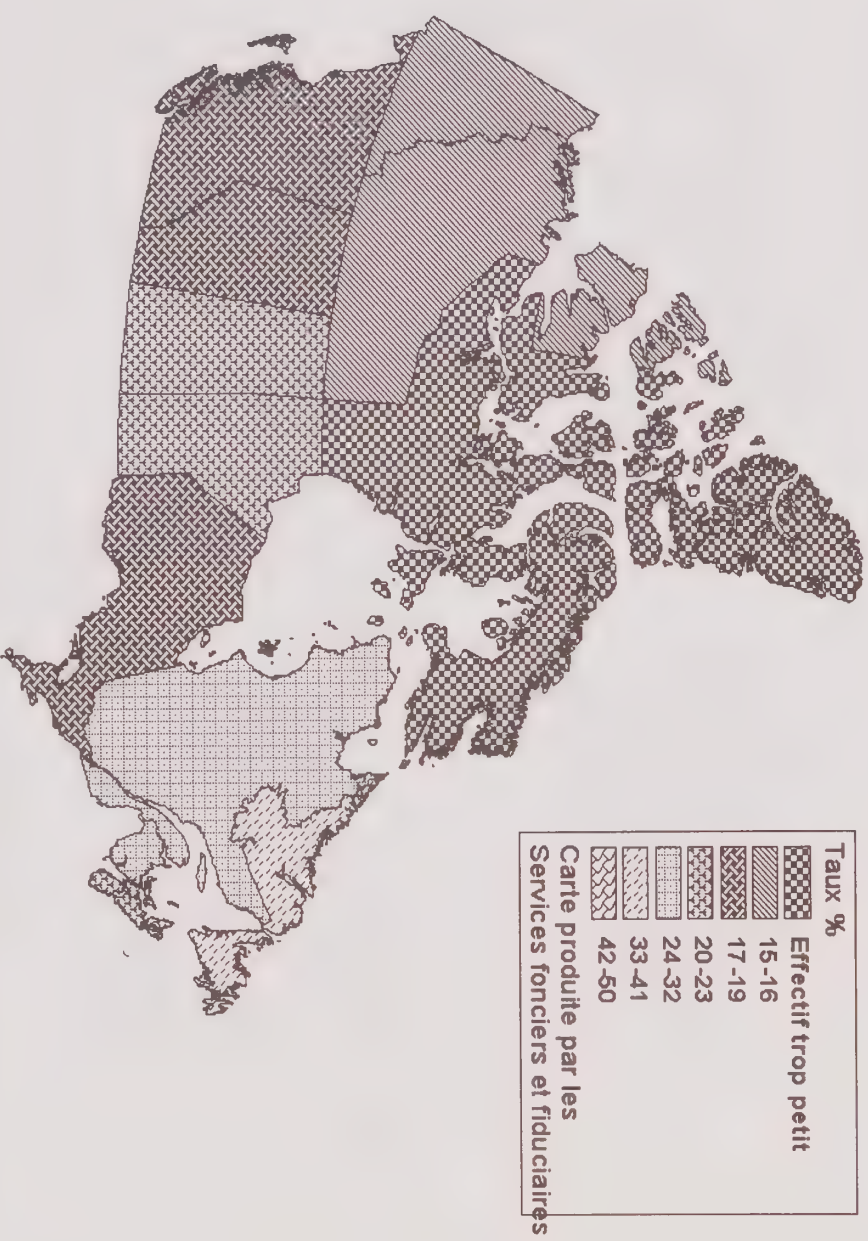 Taux %
Effectif trop petit
15-16
17-19
20-23
24-32
33-41
42-50
Carte produite par les
Services fonciers et fiduciaires